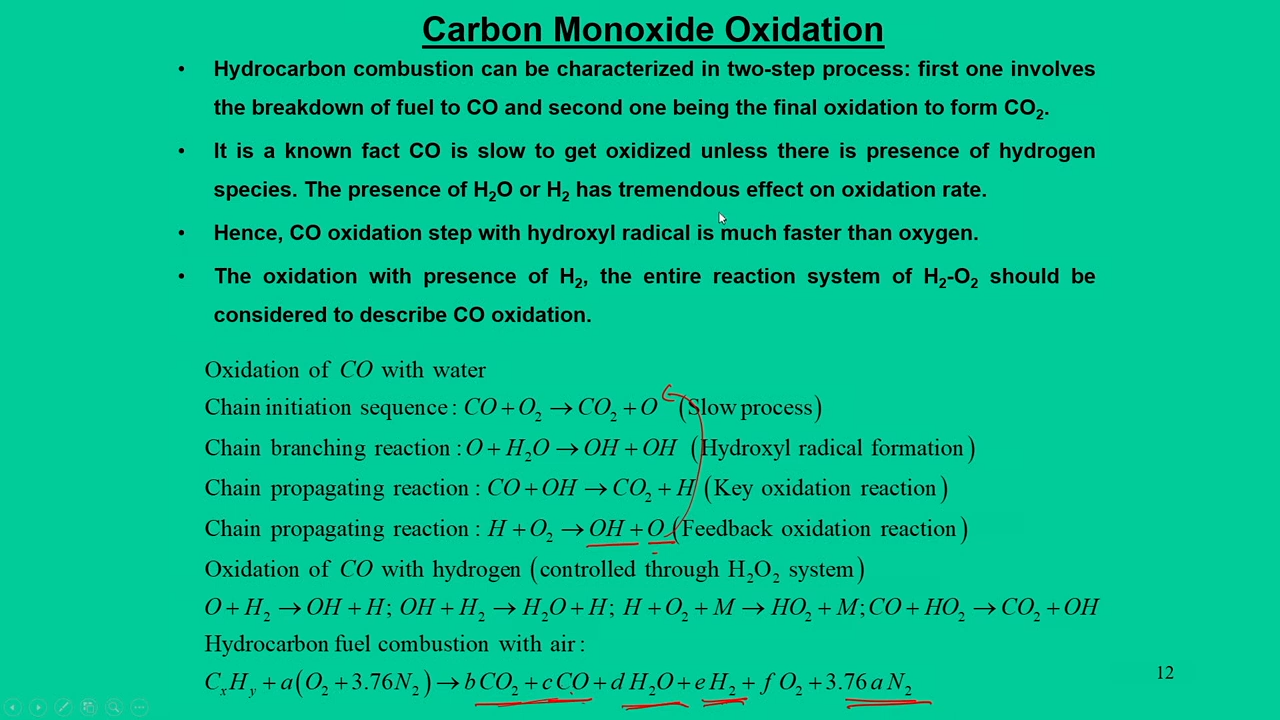 Carbon Monoxide Oxidation
• Hydrocarbon combustion can be characterized in two-step process: first one involves
the breakdown of fuel to CO and second one being the final oxidation to form CO₂.
• It is a known fact CO is slow to get oxidized unless there is presence of hydrogen
species. The presence of H₂O or H₂ has tremendous effect on oxidation rate.
• Hence, CO oxidation step with hydroxyl radical is much faster than oxygen.
• The oxidation with presence of H₂, the entire reaction system of H₂-O₂ should be
considered to describe CO oxidation.
Oxidation of CO with water
Chain initiation sequence : CO + O₂ → CO₂ + O (Slow process)
Chain branching reaction : O + H₂O → OH + OH (Hydroxyl radical formation)
Chain propagating reaction : CO + OH → CO₂ + H (Key oxidation reaction)
Chain propagating reaction : H + O₂ → OH + O (Feedback oxidation reaction)
Oxidation of CO with hydrogen (controlled through H₂O₂ system)
O + H₂ → OH + H; OH + H₂ → H₂O + H; H + O₂ + M → HO₂ + M; CO + HO₂ → CO₂ + OH
Hydrocarbon fuel combustion with air :
CₓHᵧ + a(O₂ + 3.76N₂) → bCO₂ + cCO + d H₂O + e H₂ + f O₂ + 3.76 a N₂
12